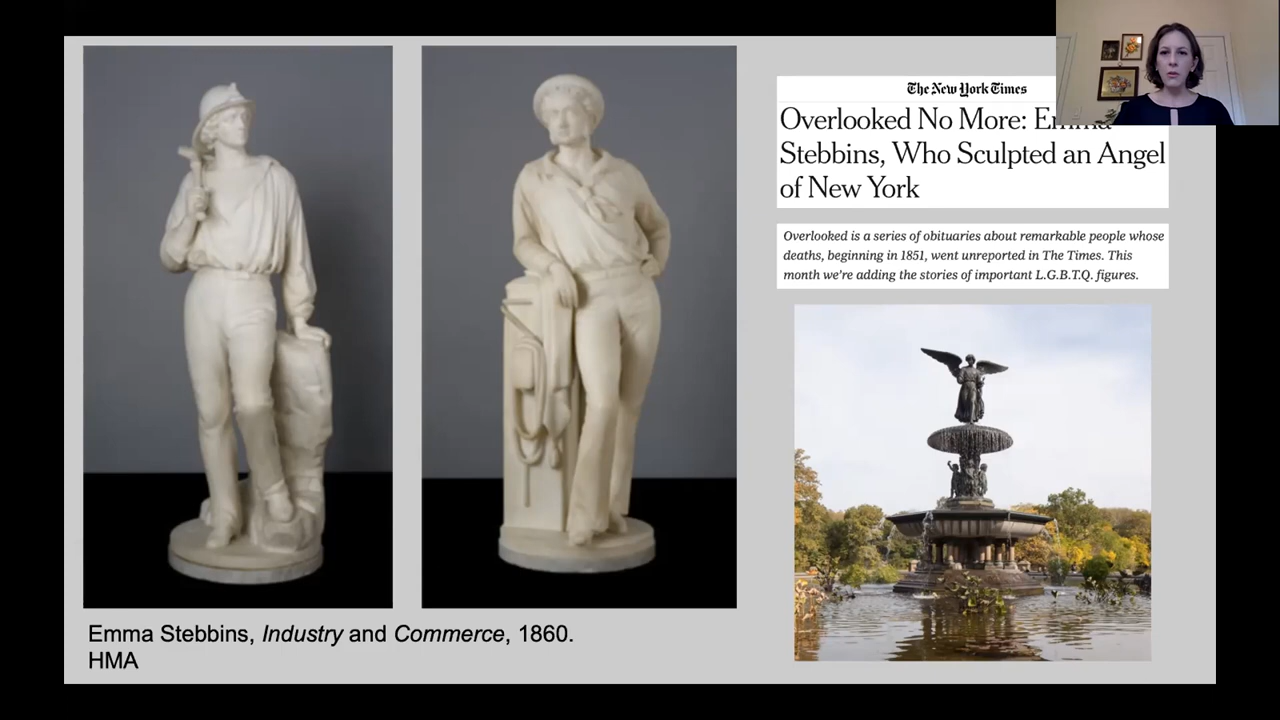 The New York Times
Overlooked No More: Emma
Stebbins, Who Sculpted an Angel
of New York
Overlooked is a series of obituaries about remarkable people whose
deaths, beginning in 1851, went unreported in The Times. This
month we're adding the stories of important L.G.B.T.Q. figures.
Emma Stebbins, Industry and Commerce, 1860.
HMA